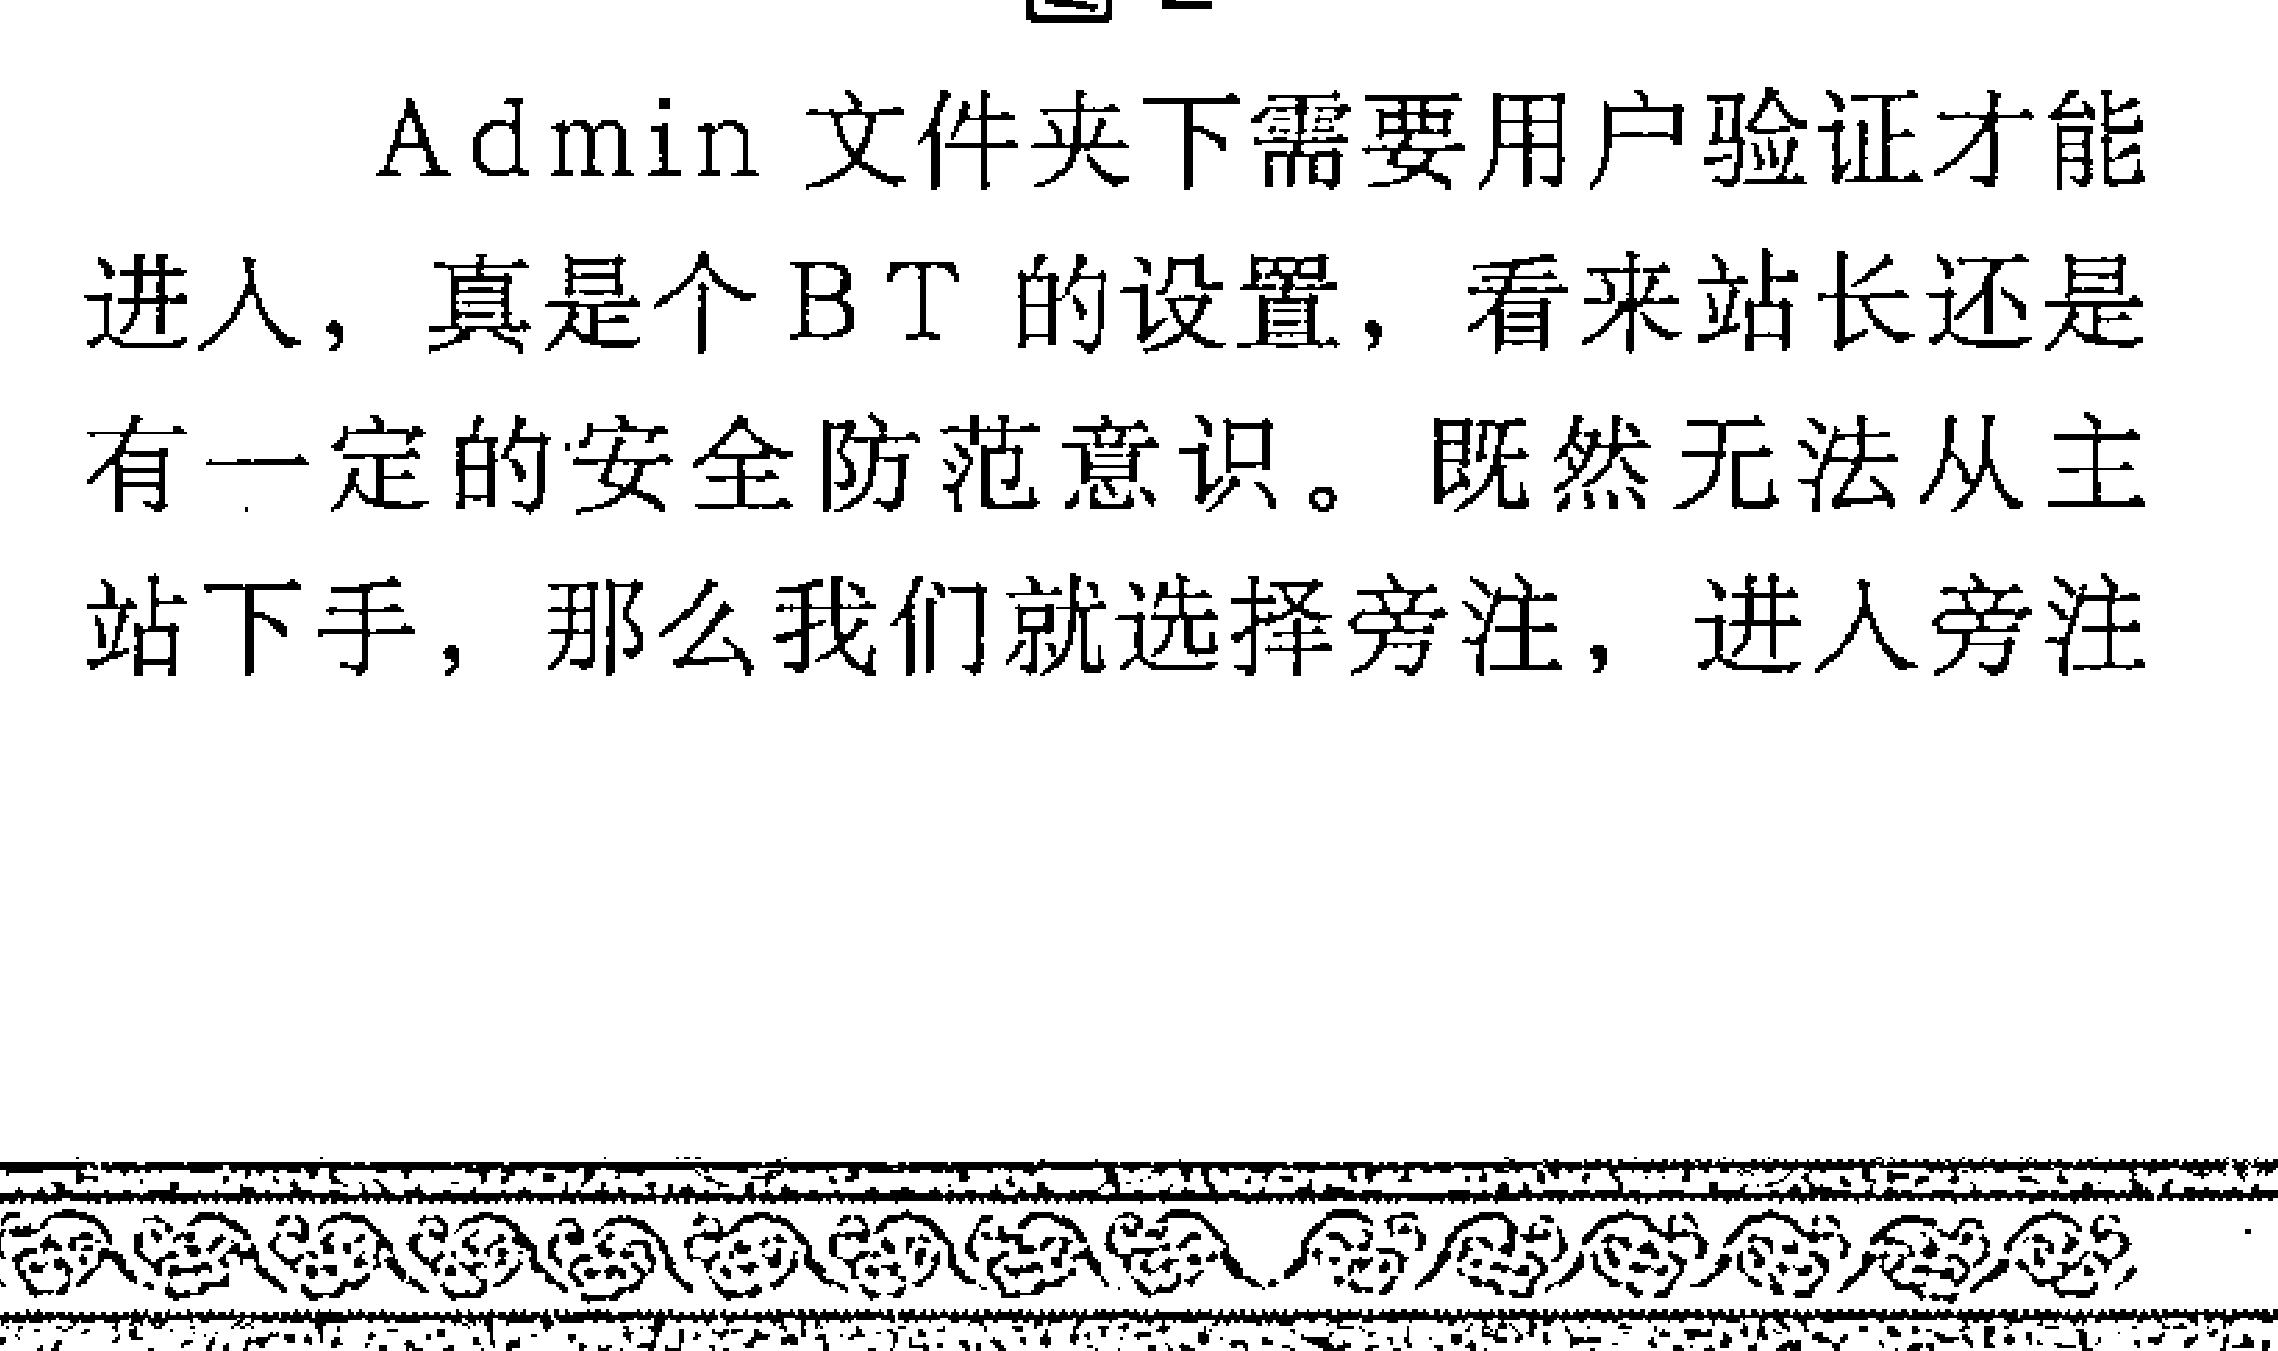 Admin 文件夹下需要用户验证才能
进入，真是个BT 的设置，看来站长还是
有一定的安全防范意识。既然无法从主
站下手，那么我们就选择旁注，进入旁注